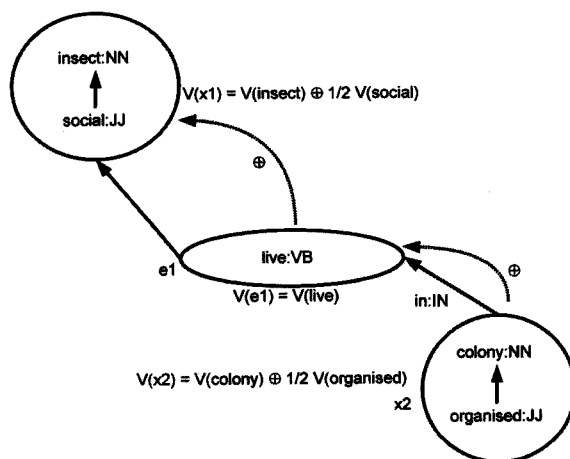 insect:NN
V(x1) = V(insect) ⊕ 1/2 V(social)
social:JJ
⊕
live:VB
e1
⊕
V(e1) = V(live)
in:IN
colony:NN
V(x2) = V(colony) ⊕ 1/2 V(organised)
x2
organised:JJ